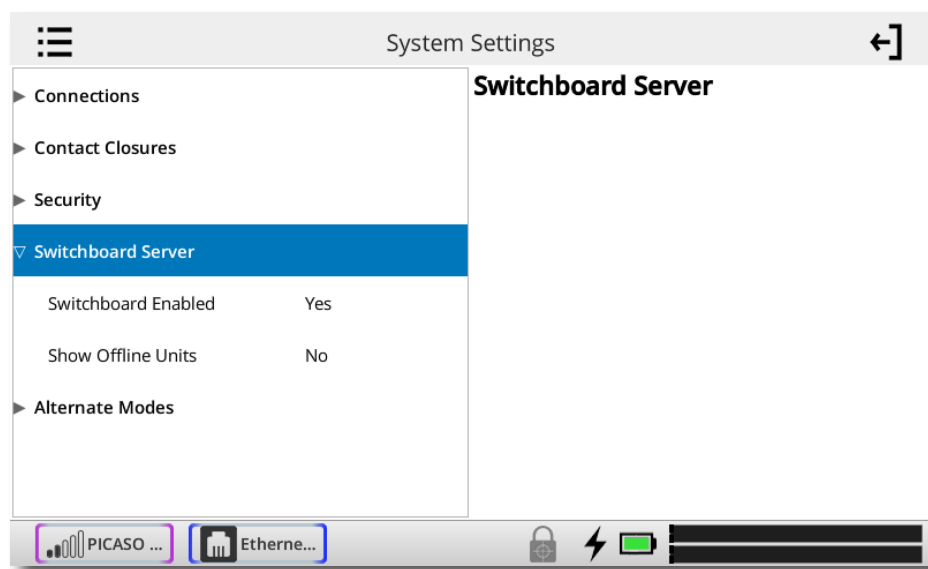 System Settings
Connections
Contact Closures
Security
Switchboard Server
Switchboard Enabled Yes
Show Offline Units No
Alternate Modes
Switchboard Server
PICASO ...
Etherne...